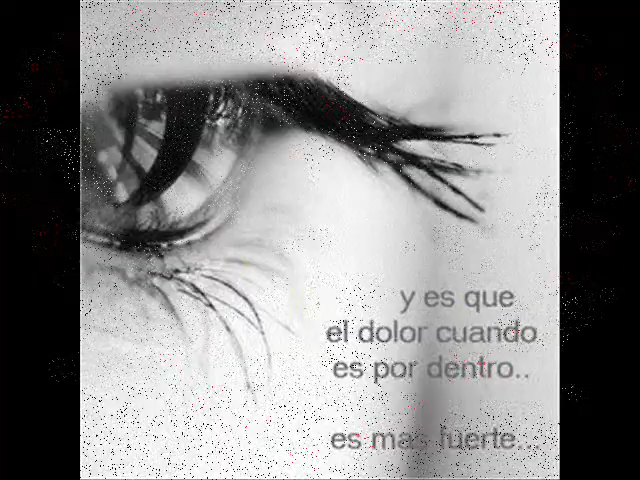 y es que
el dolor cuando
es por dentro..
es mas fuerte...